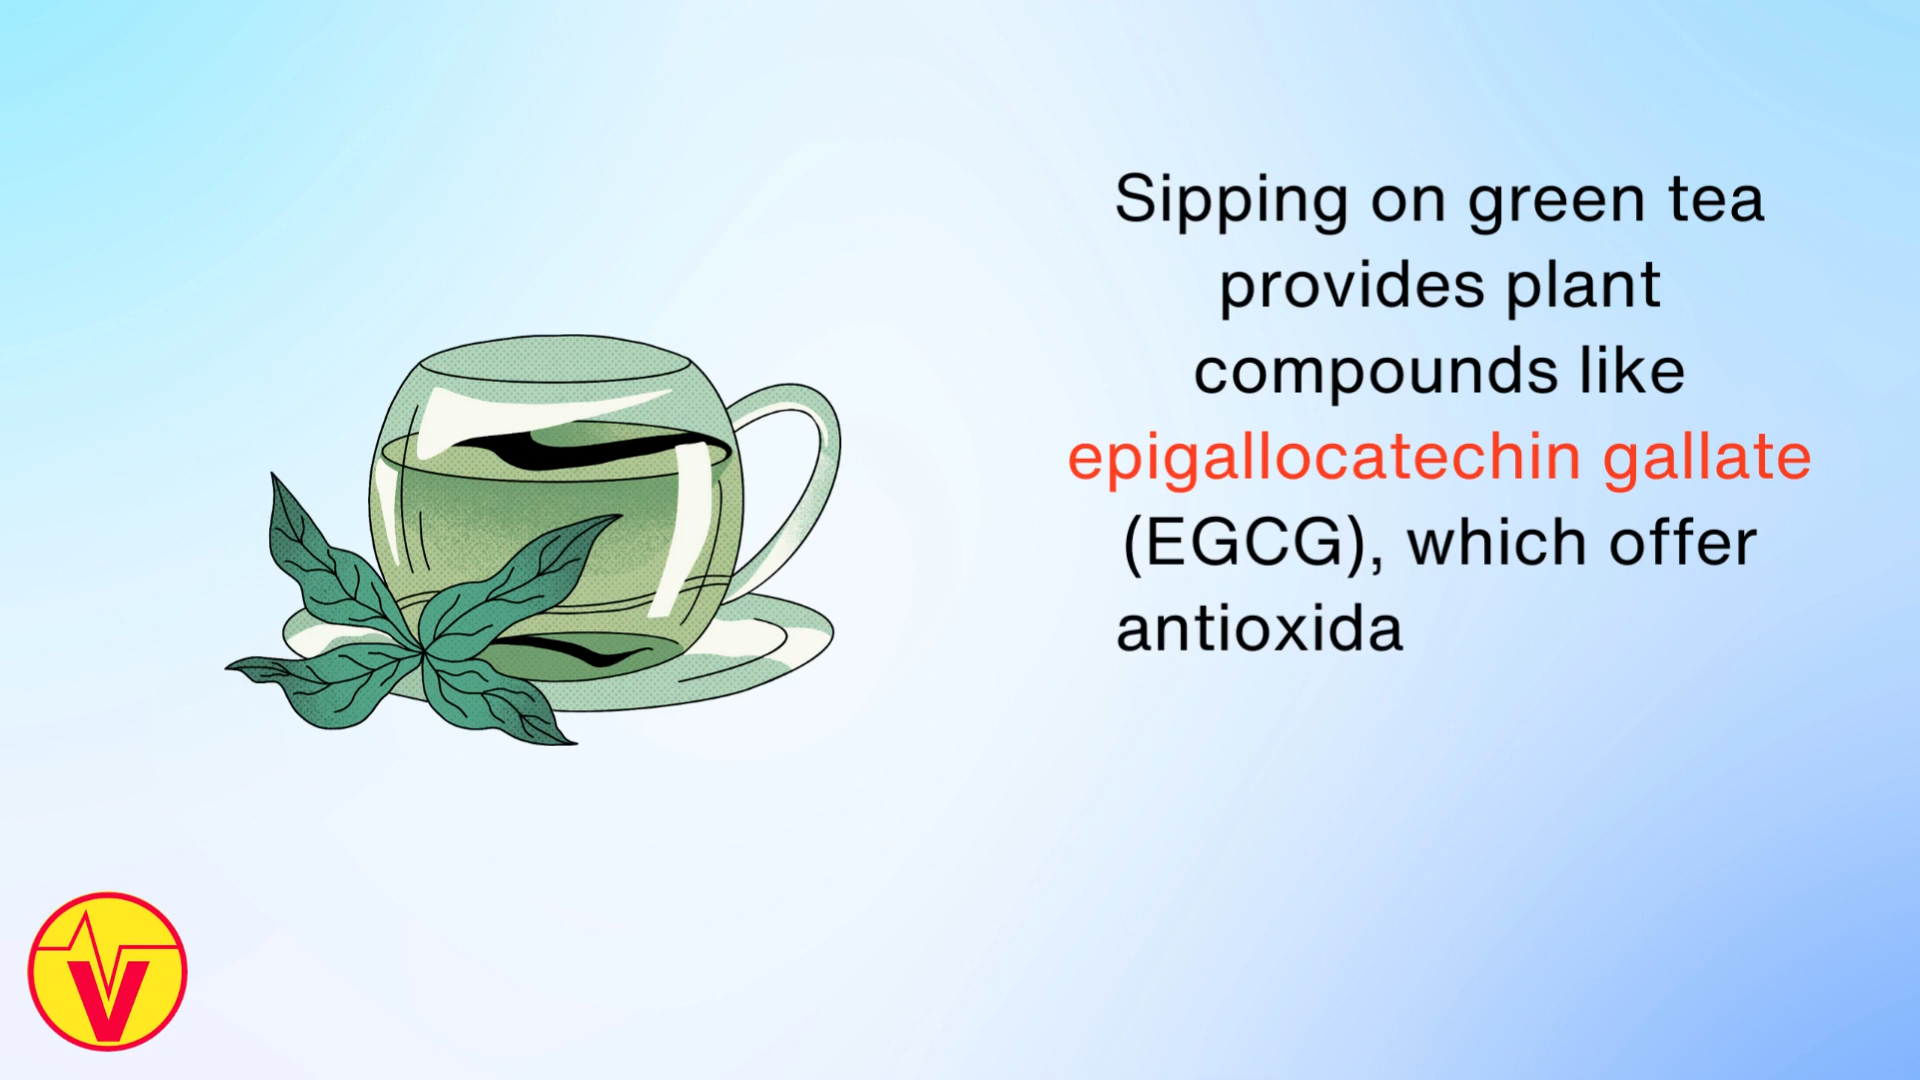 Sipping on green tea
provides plant
compounds like
epigallocatechin gallate
(EGCG), which offer
antioxida
V